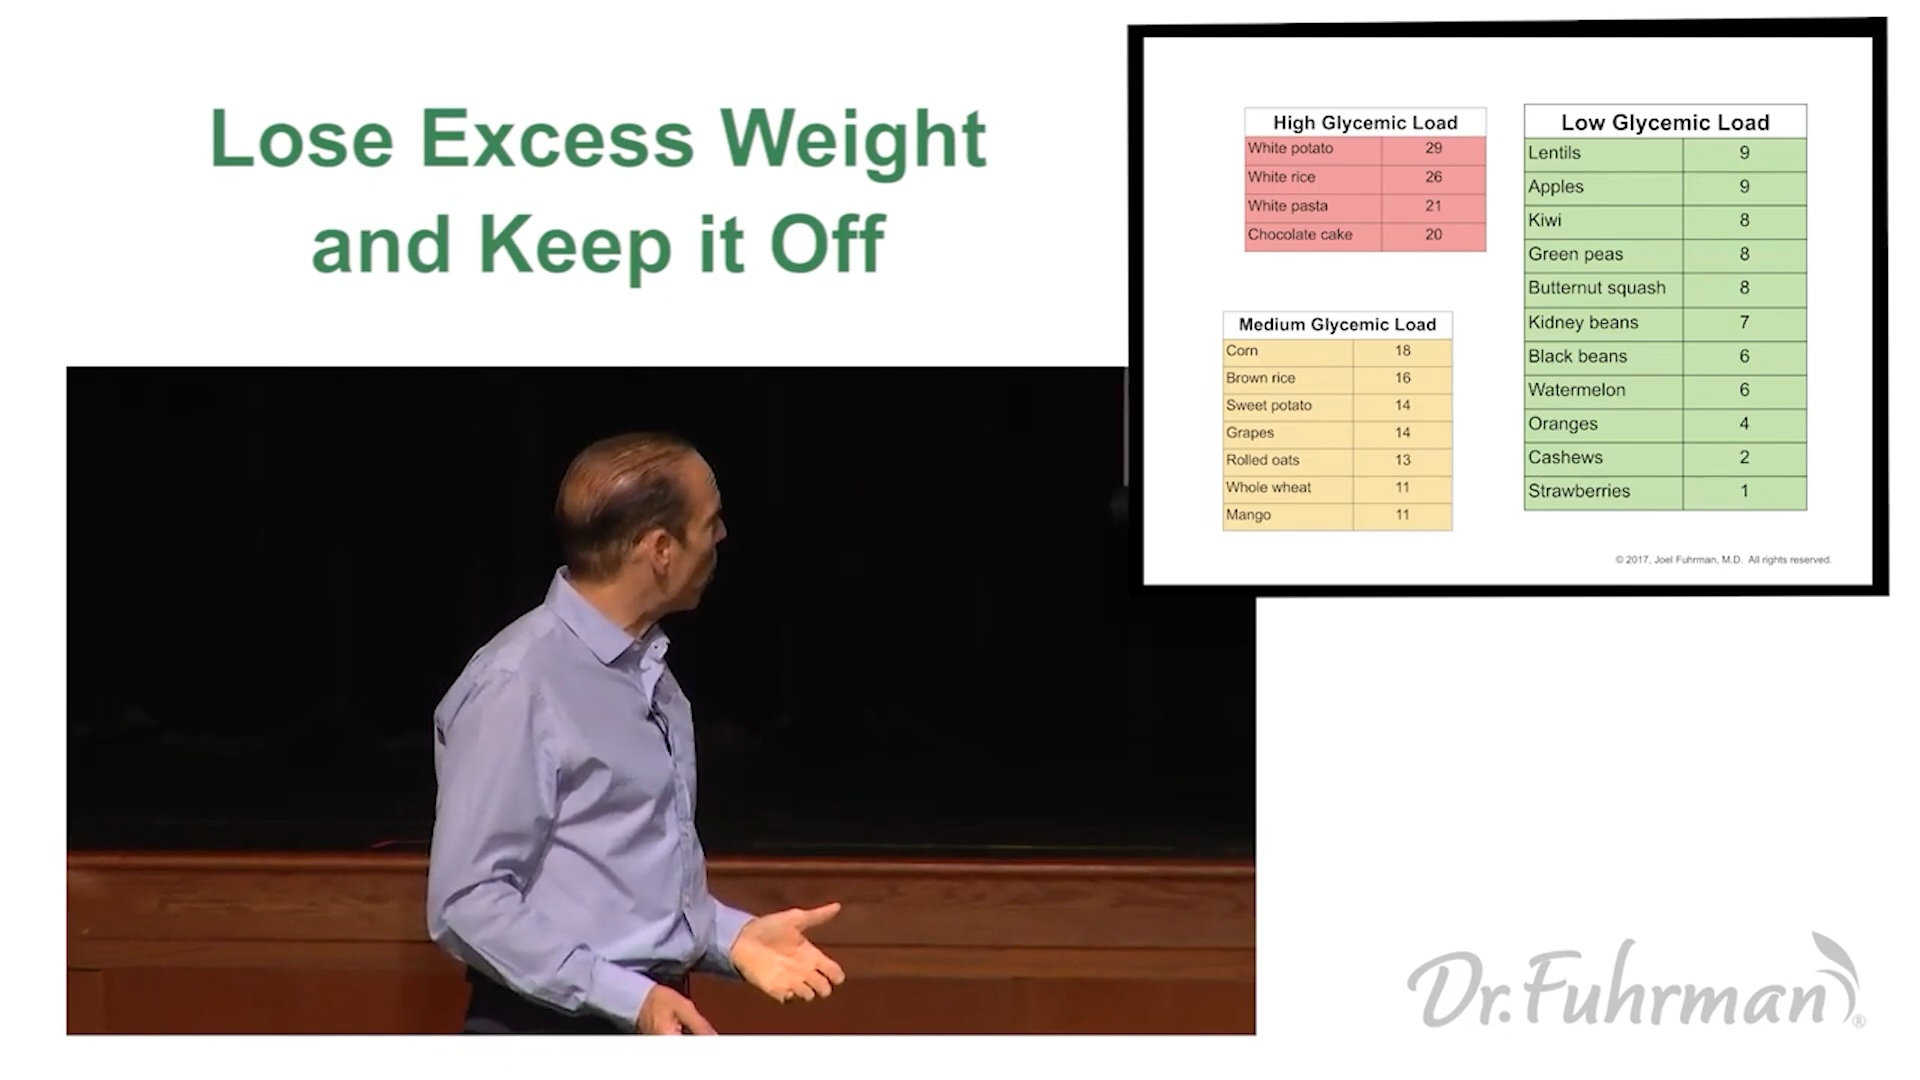 Lose Excess Weight
and Keep it Off
High Glycemic Load
White potato 29
White rice 26
White pasta 21
Chocolate cake 20
Medium Glycemic Load
Corn 18
Brown rice 16
Sweet potato 14
Grapes 14
Rolled oats 13
Whole wheat 11
Mango 11
Low Glycemic Load
Lentils 9
Apples 9
Kiwi 8
Green peas 8
Butternut squash 8
Kidney beans 7
Black beans 6
Watermelon 6
Oranges 4
Cashews 2
Strawberries 1
© 2017, Joel Fuhrman, M.D. All rights reserved.
Dr. Fuhrman®